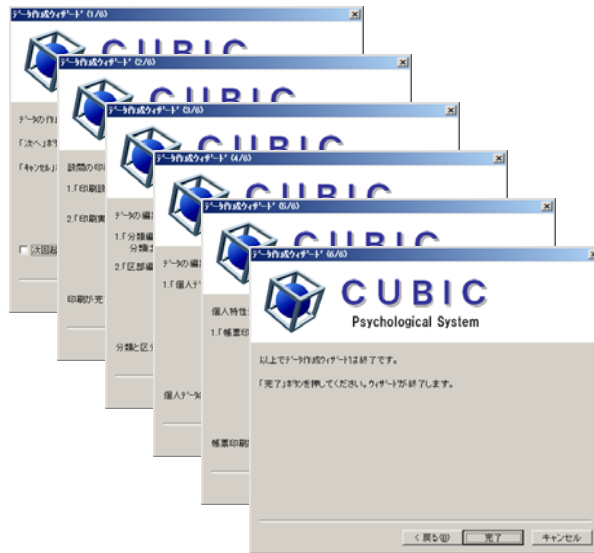 データ作成ウィザード (1/6)
CUBIC
データの作
「次へ」ボタ
「キャンセル」
次回起
データ作成ウィザード (2/6)
CUBIC
設問の印
1.「印刷設
2.「印刷実
印刷が完
データ作成ウィザード (3/6)
CUBIC
データの編
1.「分類編
分類
2.「区部編
分類と区
データ作成ウィザード (4/6)
CUBIC
データの編
1.「個人デ
個人データ
データ作成ウィザード (5/6)
CUBIC
個人特性
1.「帳票印
帳票印刷
データ作成ウィザード (6/6)
CUBIC
Psychological System
以上でデータ作成ウィザードは終了です。
「完了」ボタンを押してください。ウィザードが終了します。
< 戻る(B) 完了 キャンセル